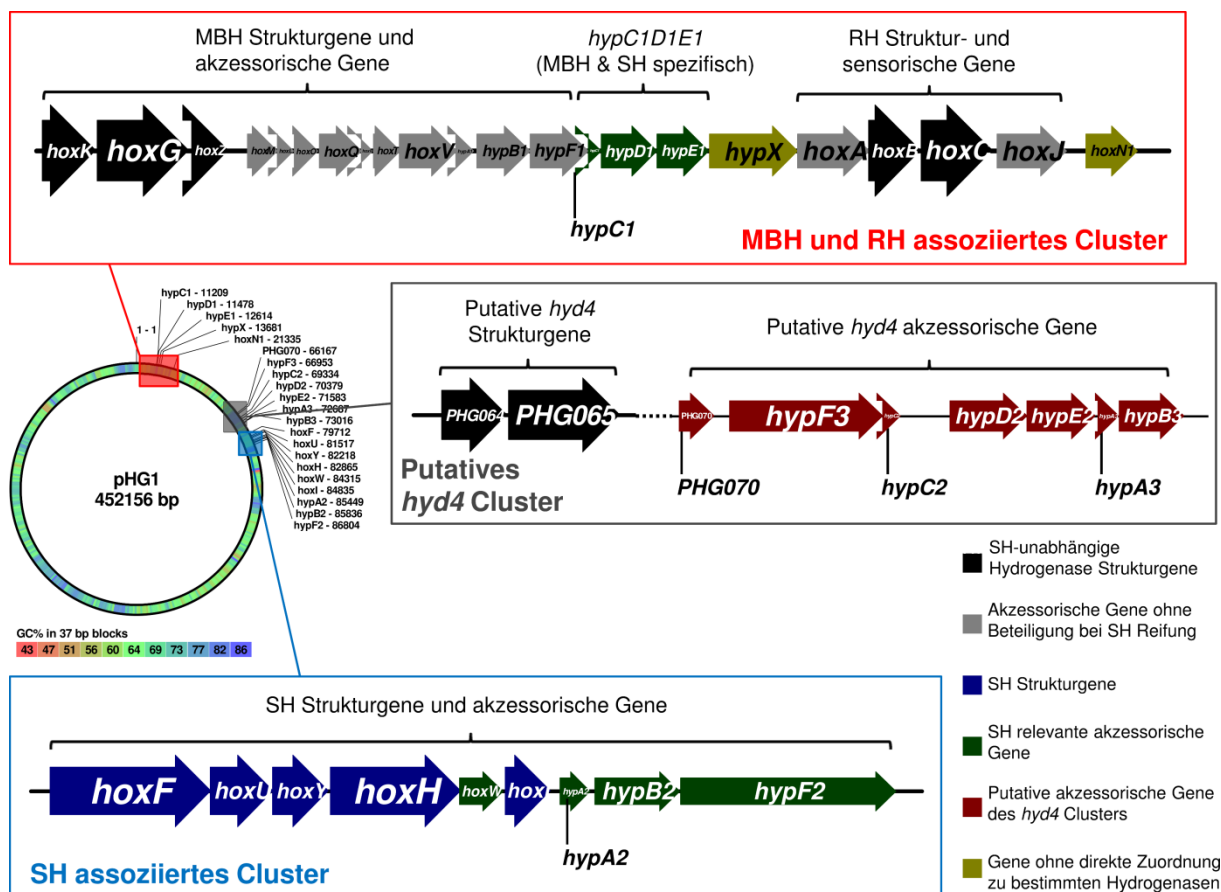 MBH Strukturgene und
akzessorische Gene
hypC1D1E1
(MBH & SH spezifisch)
RH Struktur- und
sensorische Gene
hoxK
hoxG
hoxZ
hoxM
hoxO
hoxQ
hoxT
hoxV
hypB1
hypF1
hypD1
hypE1
hypX
hoxA
hoxB
hoxC
hoxJ
hoxN1
hypC1
MBH und RH assoziiertes Cluster
1 - 1
hypC1 - 11209
hypD1 - 11478
hypE1 - 12614
hypX - 13681
hoxN1 - 21335
PHG070 - 66167
hypF3 - 66953
hypC2 - 69334
hypD2 - 70379
hypE2 - 71583
hypA3 - 72687
hypB3 - 73016
hoxF - 79712
hoxU - 81517
hoxY - 82218
hoxH - 82865
hoxW - 84315
hoxI - 84835
hypA2 - 85449
hypB2 - 85836
hypF2 - 86804
pHG1
452156 bp
GC% in 37 bp blocks
43 47 51 56 60 64 69 73 77 82 86
Putative hyd4
Strukturgene
Putative hyd4 akzessorische Gene
PHG064
PHG065
PHG070
hypF3
hypC2
hypD2
hypE2
hypA3
hypB3
PHG070
hypC2
hypA3
Putatives
hyd4 Cluster
SH-unabhängige
Hydrogenase Strukturgene
Akzessorische Gene ohne
Beteiligung bei SH Reifung
SH Strukturgene
SH relevante akzessorische
Gene
Putative akzessorische Gene
des hyd4 Clusters
Gene ohne direkte Zuordnung
zu bestimmten Hydrogenasen
SH Strukturgene und akzessorische Gene
hoxF
hoxU
hoxY
hoxH
hoxW
hoxI
hypA2
hypB2
hypF2
hypA2
SH assoziiertes Cluster